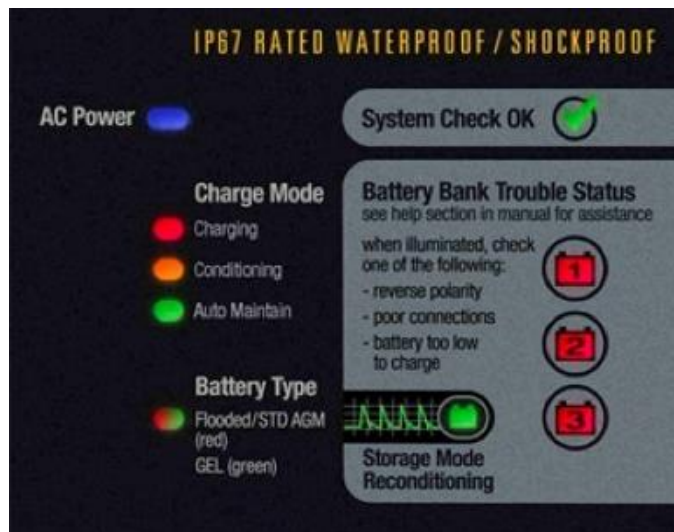 IP67 RATED WATERPROOF / SHOCKPROOF
AC Power
System Check OK
Charge Mode
Charging
Conditioning
Auto Maintain
Battery Type
Flooded/STD AGM
(red)
GEL (green)
Battery Bank Trouble Status
see help section in manual for assistance
when illuminated, check
one of the following:
- reverse polarity
- poor connections
- battery too low
to charge
1
2
3
Storage Mode
Reconditioning